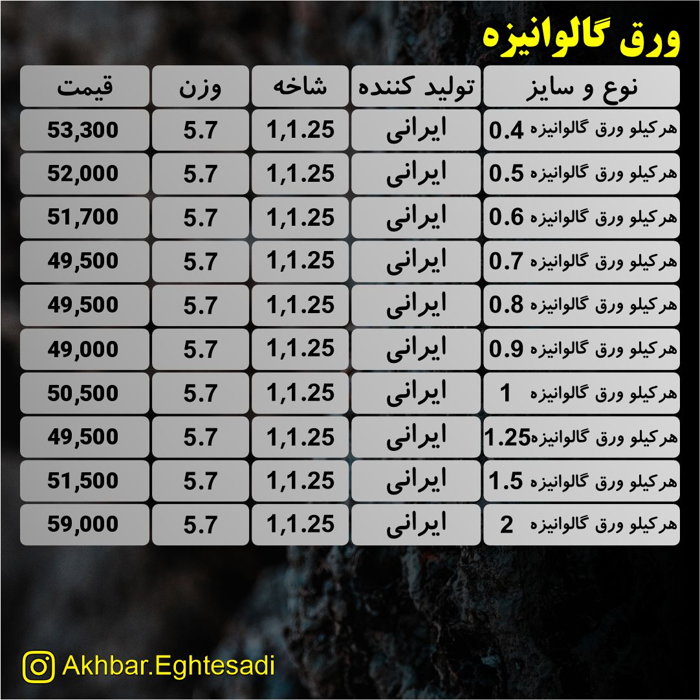 ورق گالوانیزه
نوع و سایز تولید کننده شاخه وزن قیمت
هرکیلو ورق گالوانیزه 0.4 ایرانی 1,1.25 5.7 53,300
هرکیلو ورق گالوانیزه 0.5 ایرانی 1,1.25 5.7 52,000
هرکیلو ورق گالوانیزه 0.6 ایرانی 1,1.25 5.7 51,700
هرکیلو ورق گالوانیزه 0.7 ایرانی 1,1.25 5.7 49,500
هرکیلو ورق گالوانیزه 0.8 ایرانی 1,1.25 5.7 49,500
هرکیلو ورق گالوانیزه 0.9 ایرانی 1,1.25 5.7 49,000
هرکیلو ورق گالوانیزه 1 ایرانی 1,1.25 5.7 50,500
هرکیلو ورق گالوانیزه 1.25 ایرانی 1,1.25 5.7 49,500
هرکیلو ورق گالوانیزه 1.5 ایرانی 1,1.25 5.7 51,500
هرکیلو ورق گالوانیزه 2 ایرانی 1,1.25 5.7 59,000
Akhbar.Eghtesadi